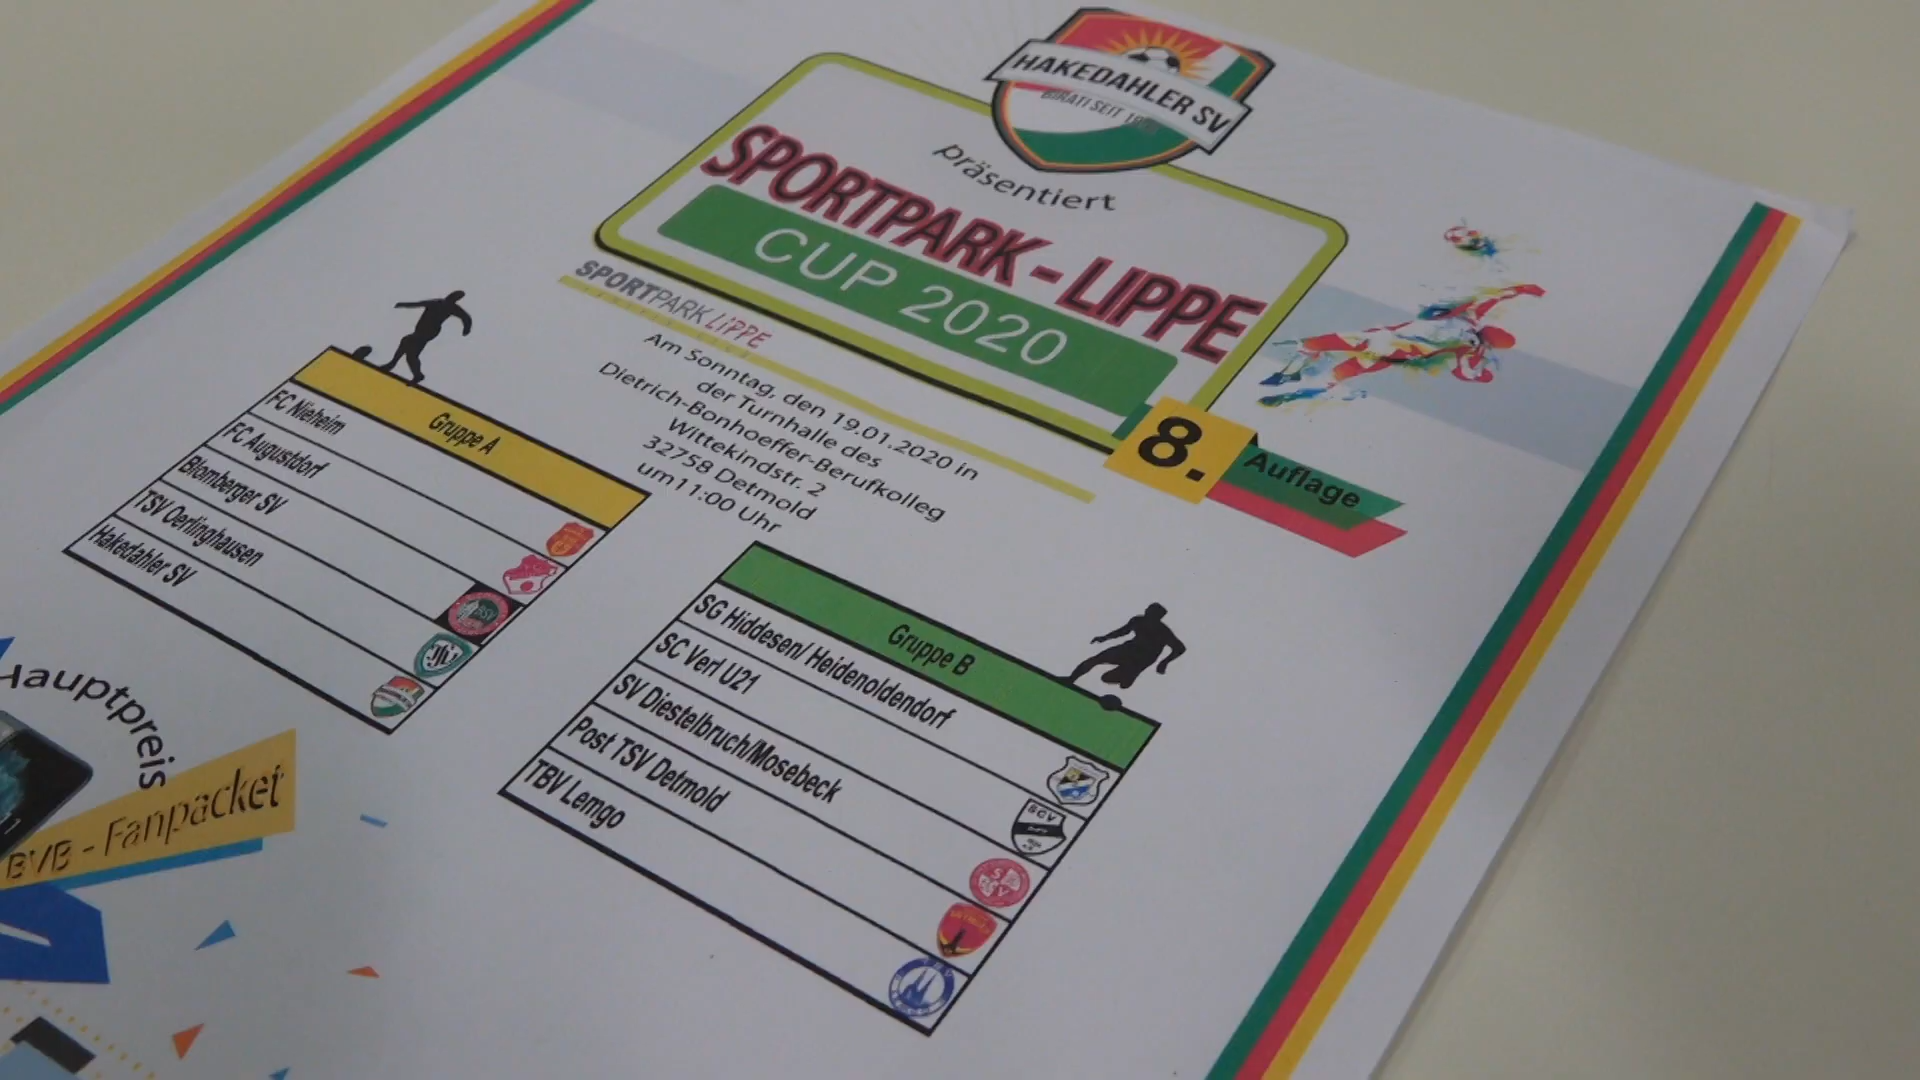 HAKEDAHLER SV
präsentiert
SPORTPARK - LIPPE
CUP 2020
SPORTPARK LiPPE
8. Auflage
Am Sonntag, den 19.01.2020 in
der Turnhalle des
Dietrich-Bonhoeffer-Berufkolleg
Wittekindstr. 2
32758 Detmold
um11:00 Uhr
Gruppe A
FC Nieheim
FC Augustdorf
Blomberger SV
TSV Oerlinghausen
Hakedahler SV
Gruppe B
SG Hiddesen/ Heidenoldendorf
SC Verl U21
SV Diestelbruch/Mosebeck
Post TSV Detmold
TBV Lemgo
Hauptpreis
BVB - Fanpacket